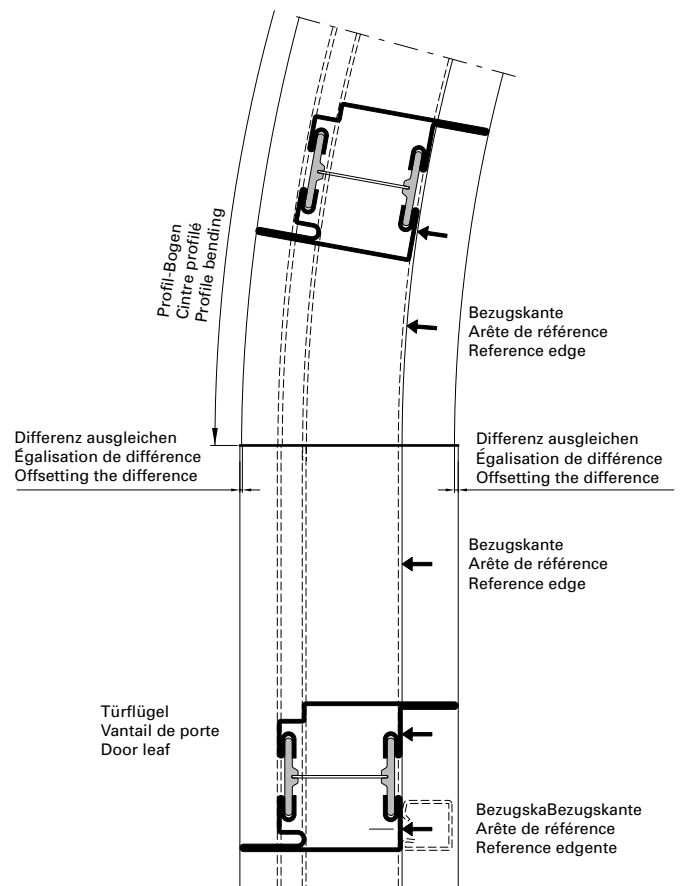 Profil-Bogen
Cintre profilé
Profile bending
Bezugskante
Arête de référence
Reference edge
Differenz ausgleichen
Égalisation de différence
Offsetting the difference
Differenz ausgleichen
Égalisation de différence
Offsetting the difference
Bezugskante
Arête de référence
Reference edge
Türflügel
Vantail de porte
Door leaf
BezugskaBezugskante
Arête de référence
Reference edgente